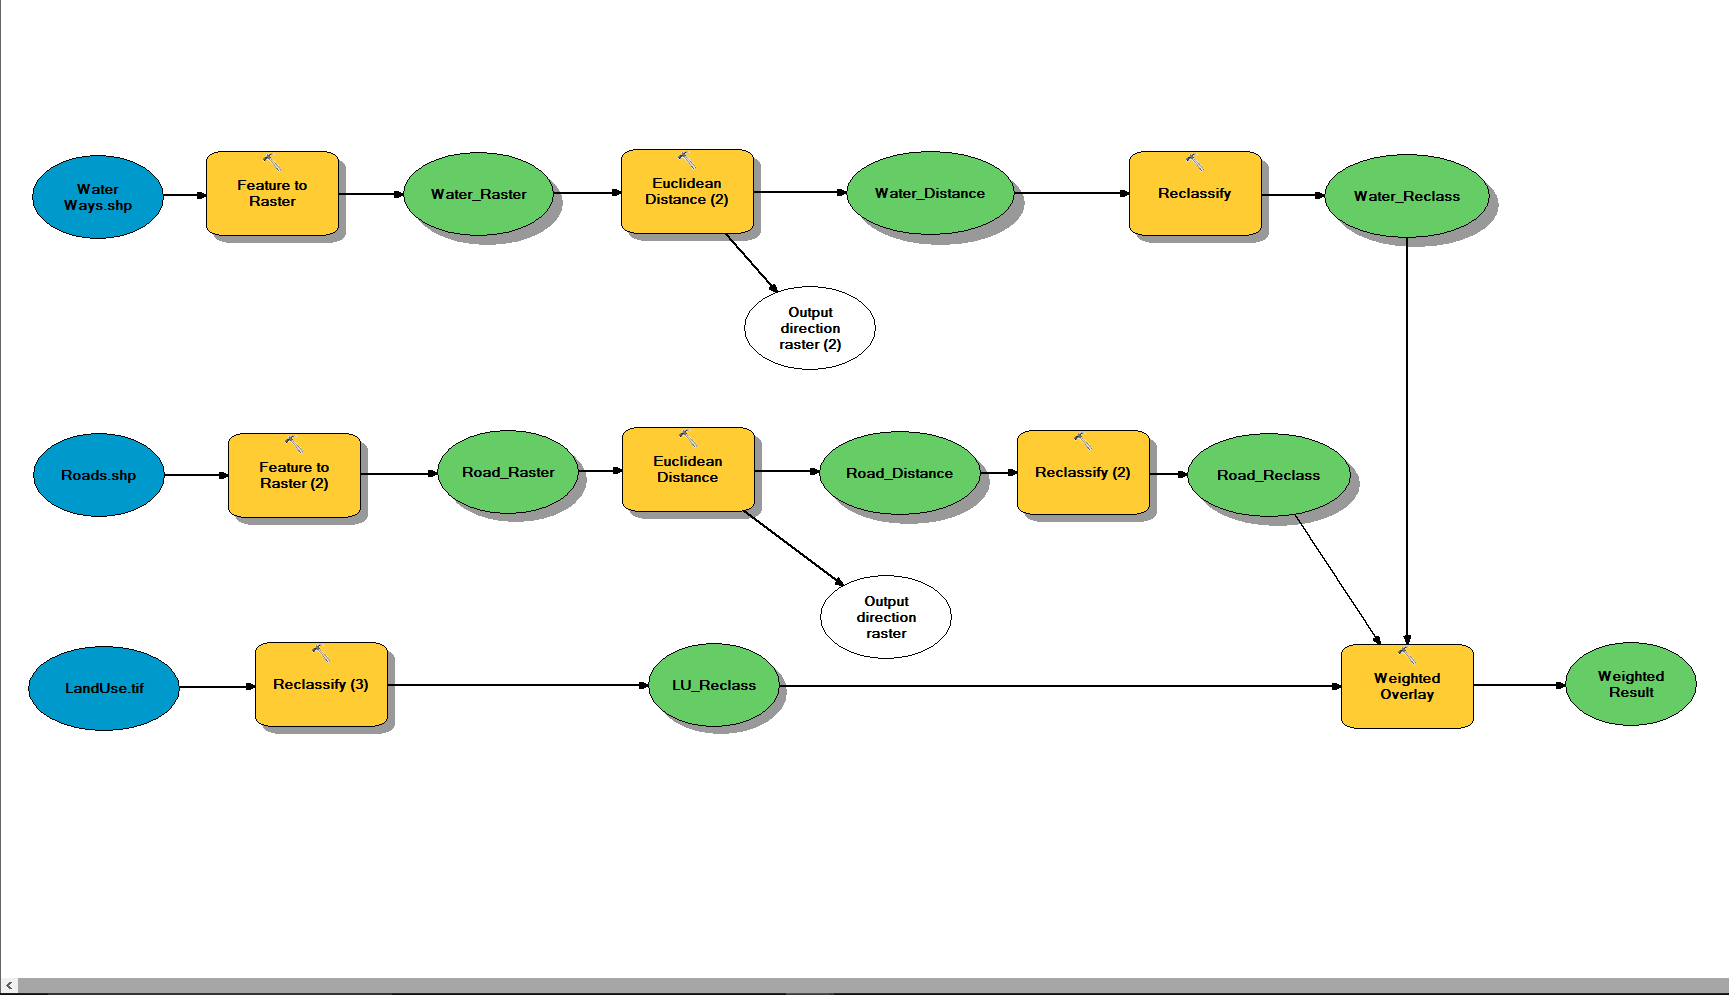 Water
Ways.shp
Feature to
Raster
Water_Raster
Euclidean
Distance (2)
Water_Distance
Reclassify
Water_Reclass
Output
direction
raster (2)
Roads.shp
Feature to
Raster (2)
Road_Raster
Euclidean
Distance
Road_Distance
Reclassify (2)
Road_Reclass
Output
direction
raster
LandUse.tif
Reclassify (3)
LU_Reclass
Weighted
Overlay
Weighted
Result